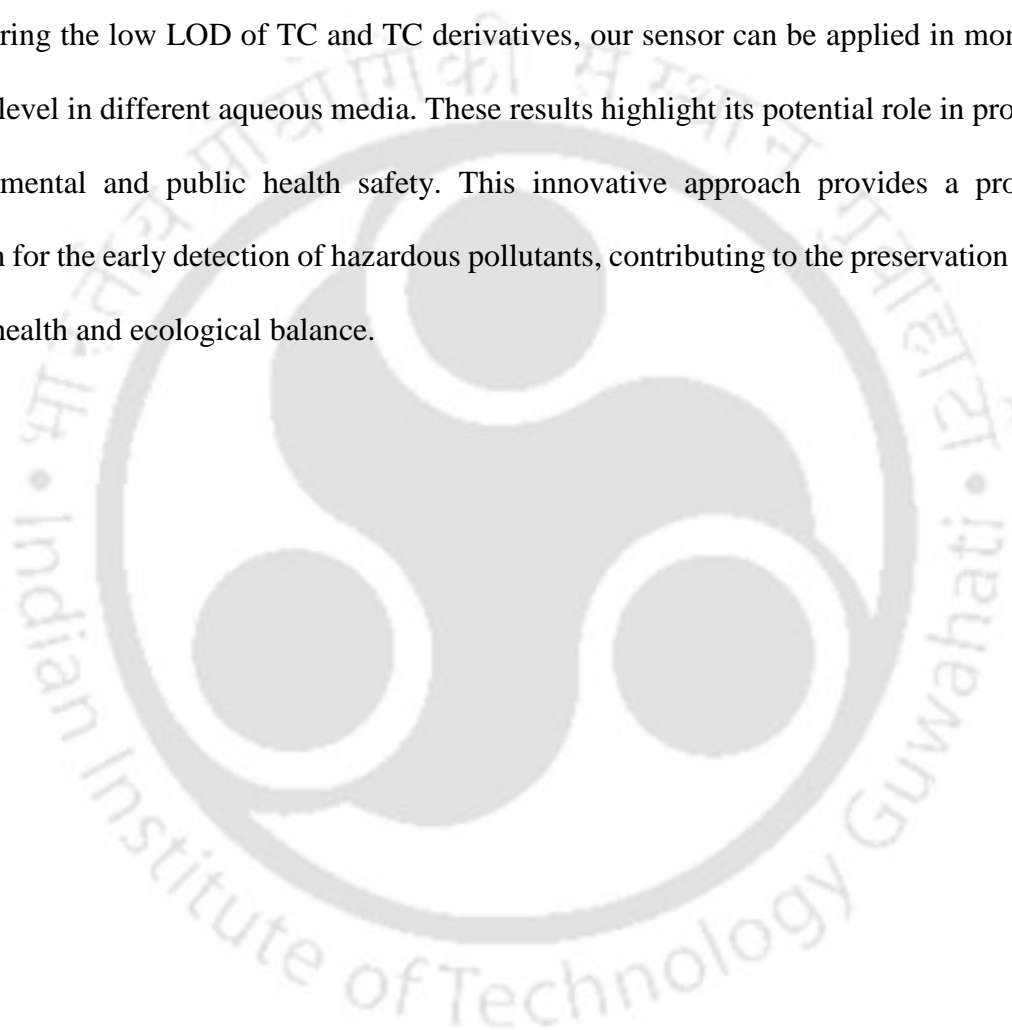 ring the low LOD of TC and TC derivatives, our sensor can be applied in mon
level in different aqueous media. These results highlight its potential role in pro
mental and public health safety. This innovative approach provides a pro
n for the early detection of hazardous pollutants, contributing to the preservation
health and ecological balance.
Indian Institute of Technology Guwahati